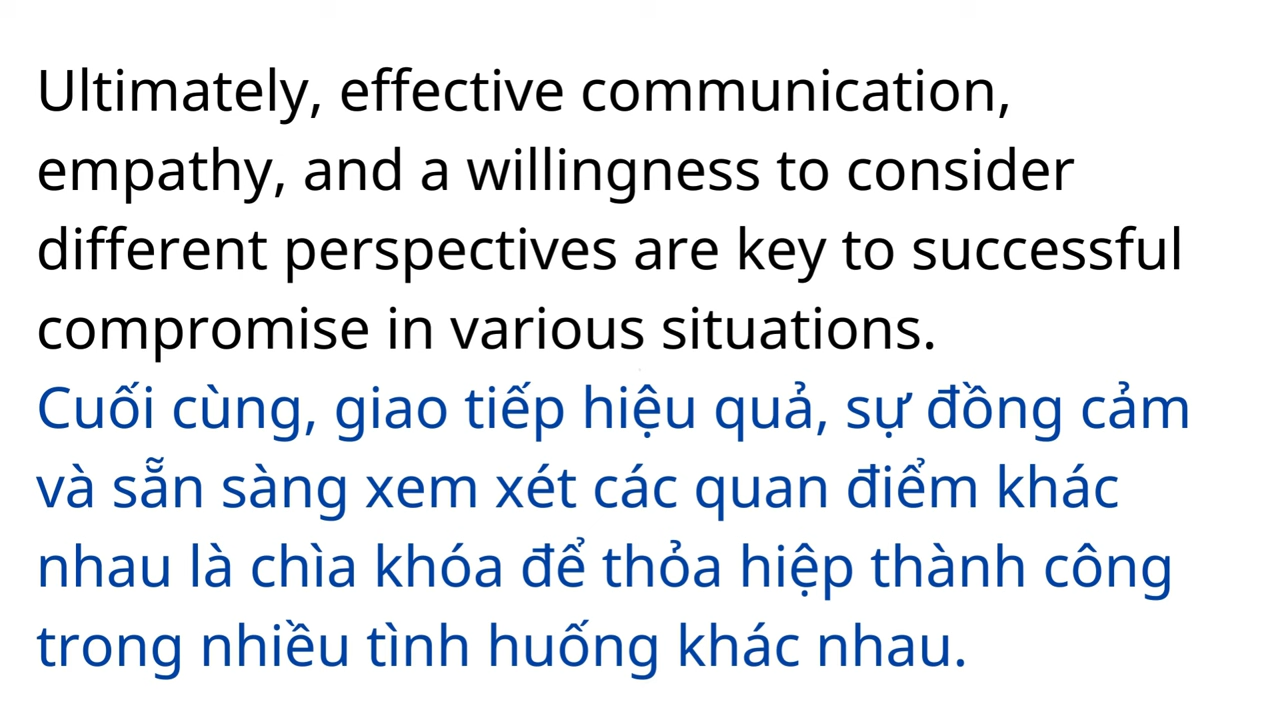 Ultimately, effective communication,
empathy, and a willingness to consider
different perspectives are key to successful
compromise in various situations.
Cuối cùng, giao tiếp hiệu quả, sự đồng cảm
và sẵn sàng xem xét các quan điểm khác
nhau là chìa khóa để thỏa hiệp thành công
trong nhiều tình huống khác nhau.